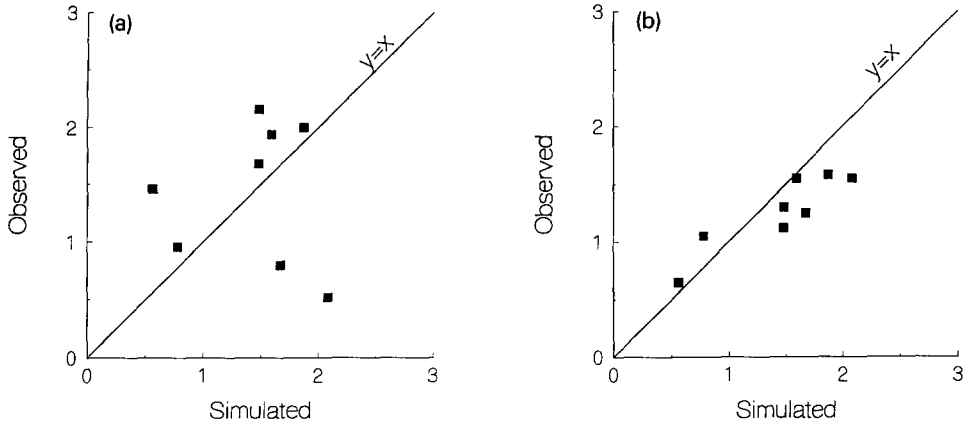 (a)
3
2
1
0
Observed
y=x
0 1 2 3
Simulated
(b)
3
2
1
0
Observed
y=x
0 1 2 3
Simulated